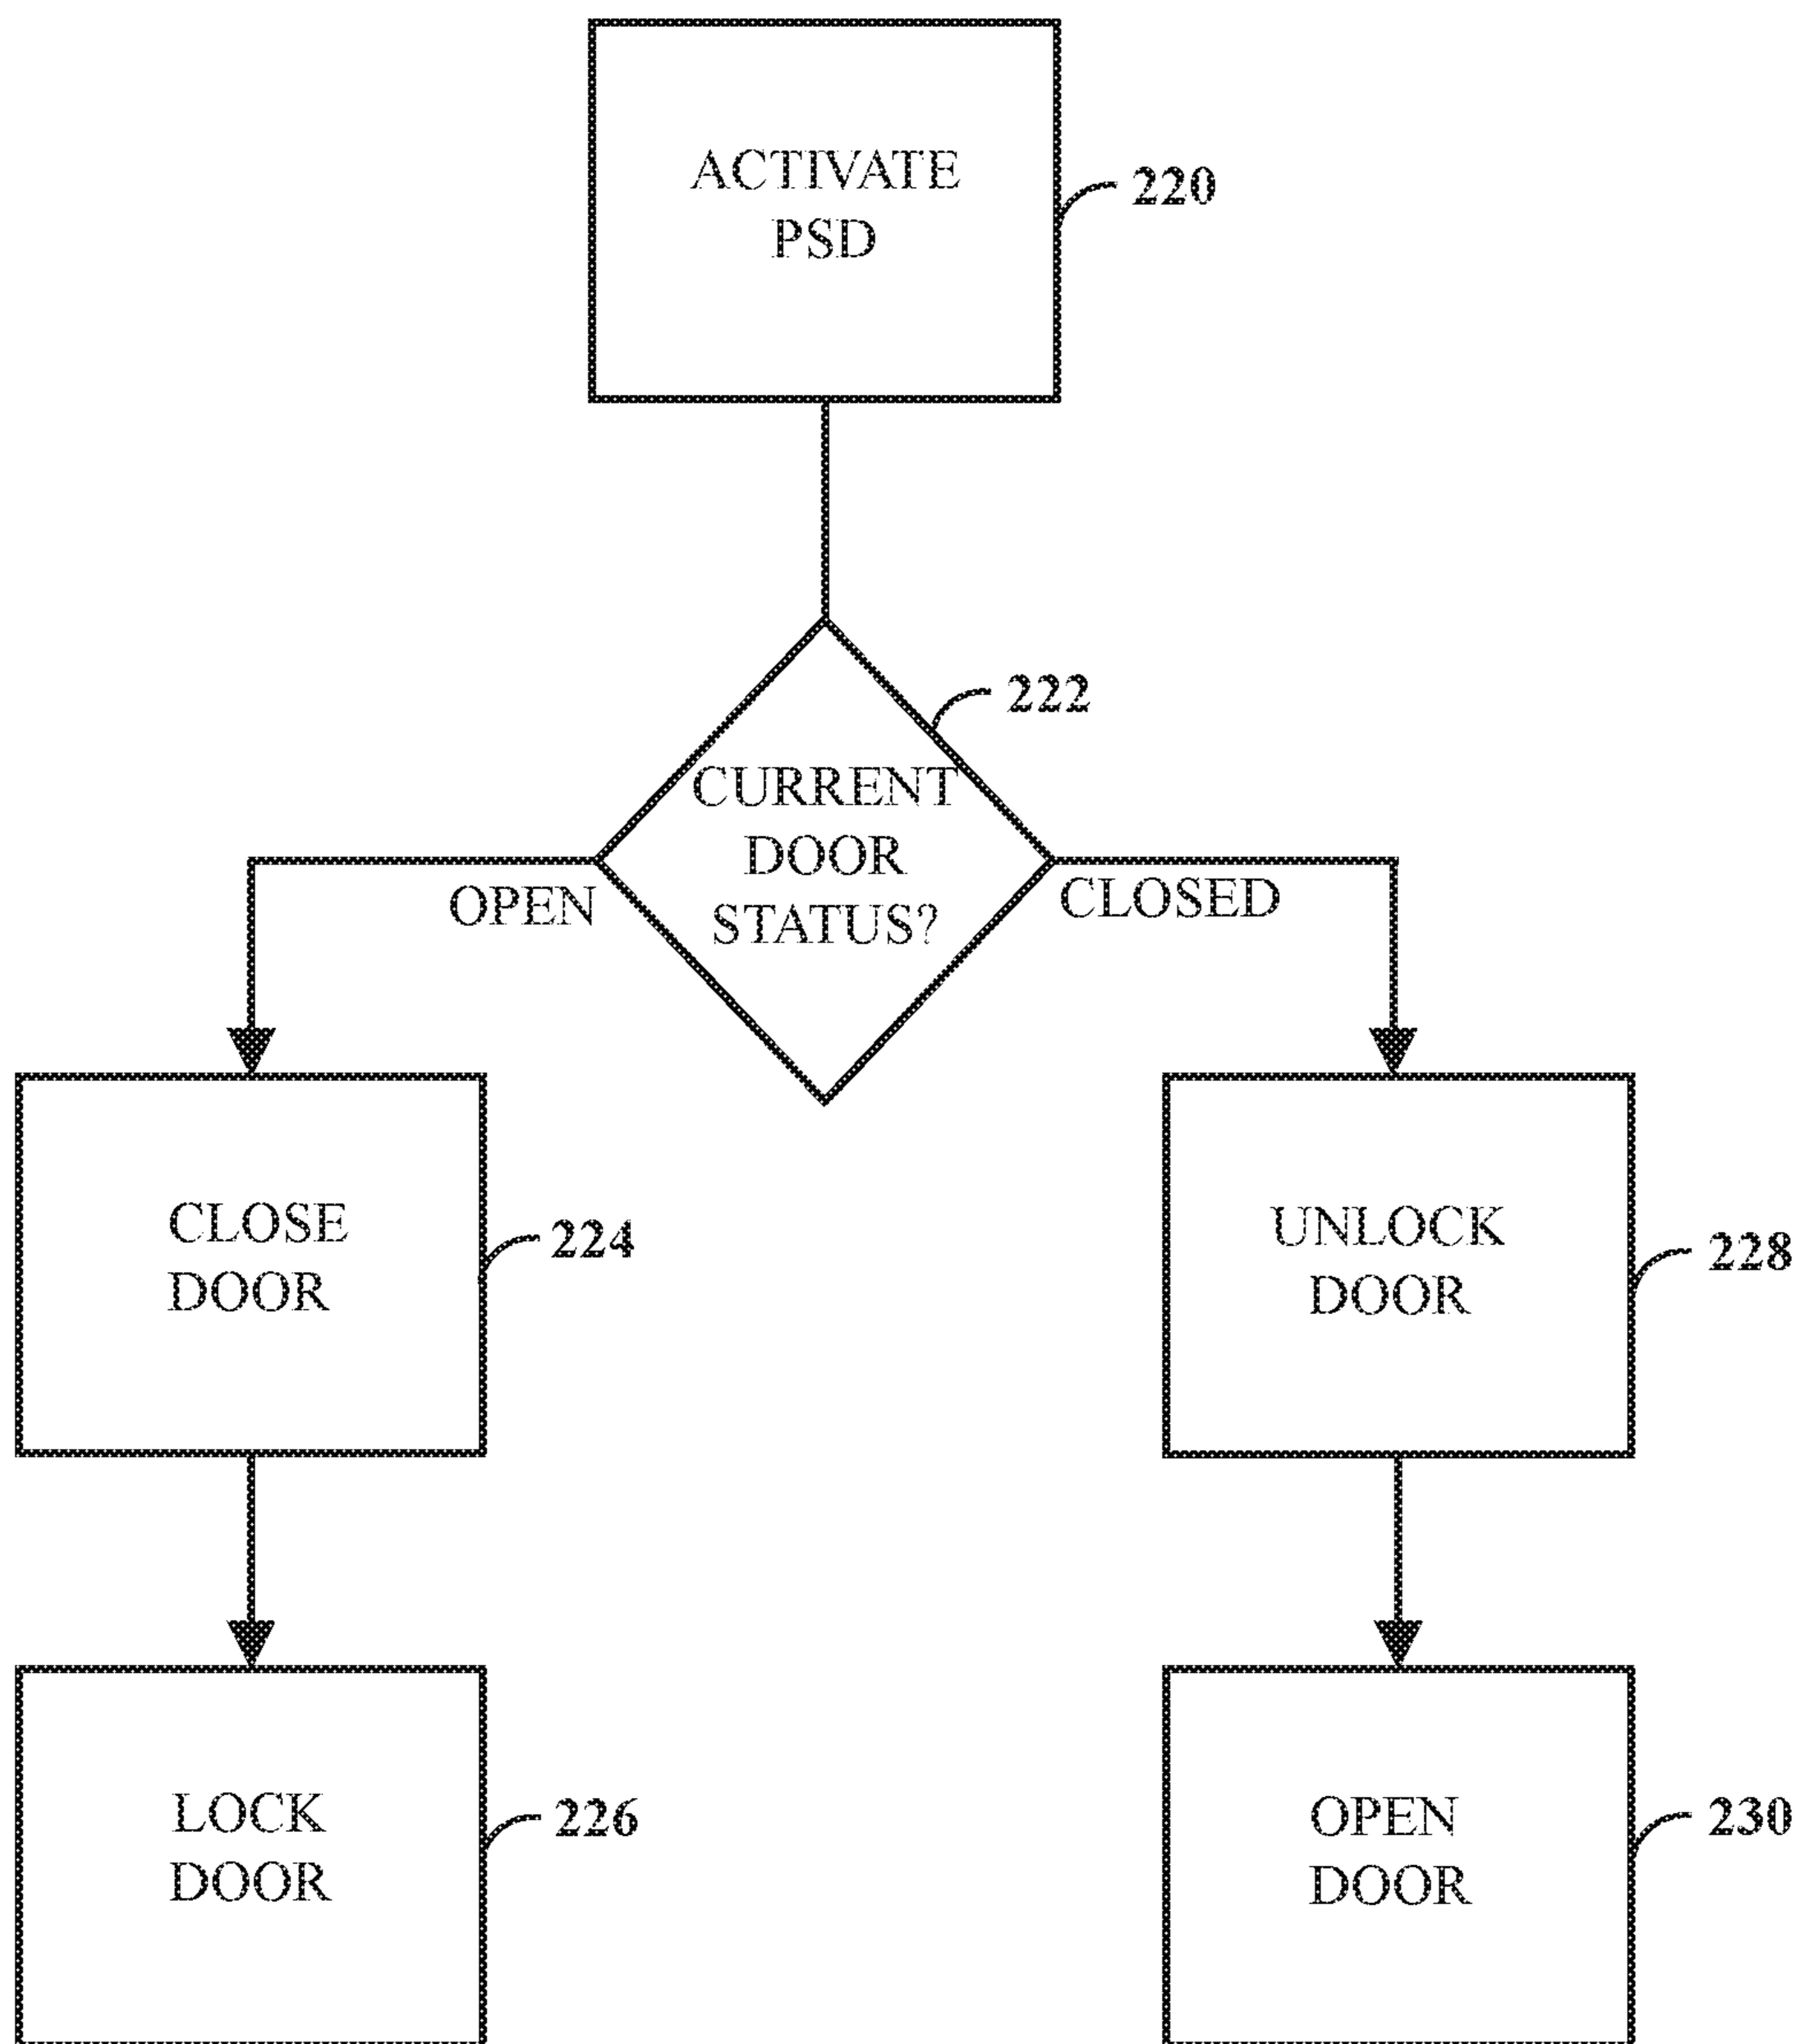 ACTIVATE
PSD
220
222
CURRENT
DOOR
STATUS?
OPEN
CLOSED
CLOSE
DOOR
224
UNLOCK
DOOR
228
LOCK
DOOR
226
OPEN
DOOR
230